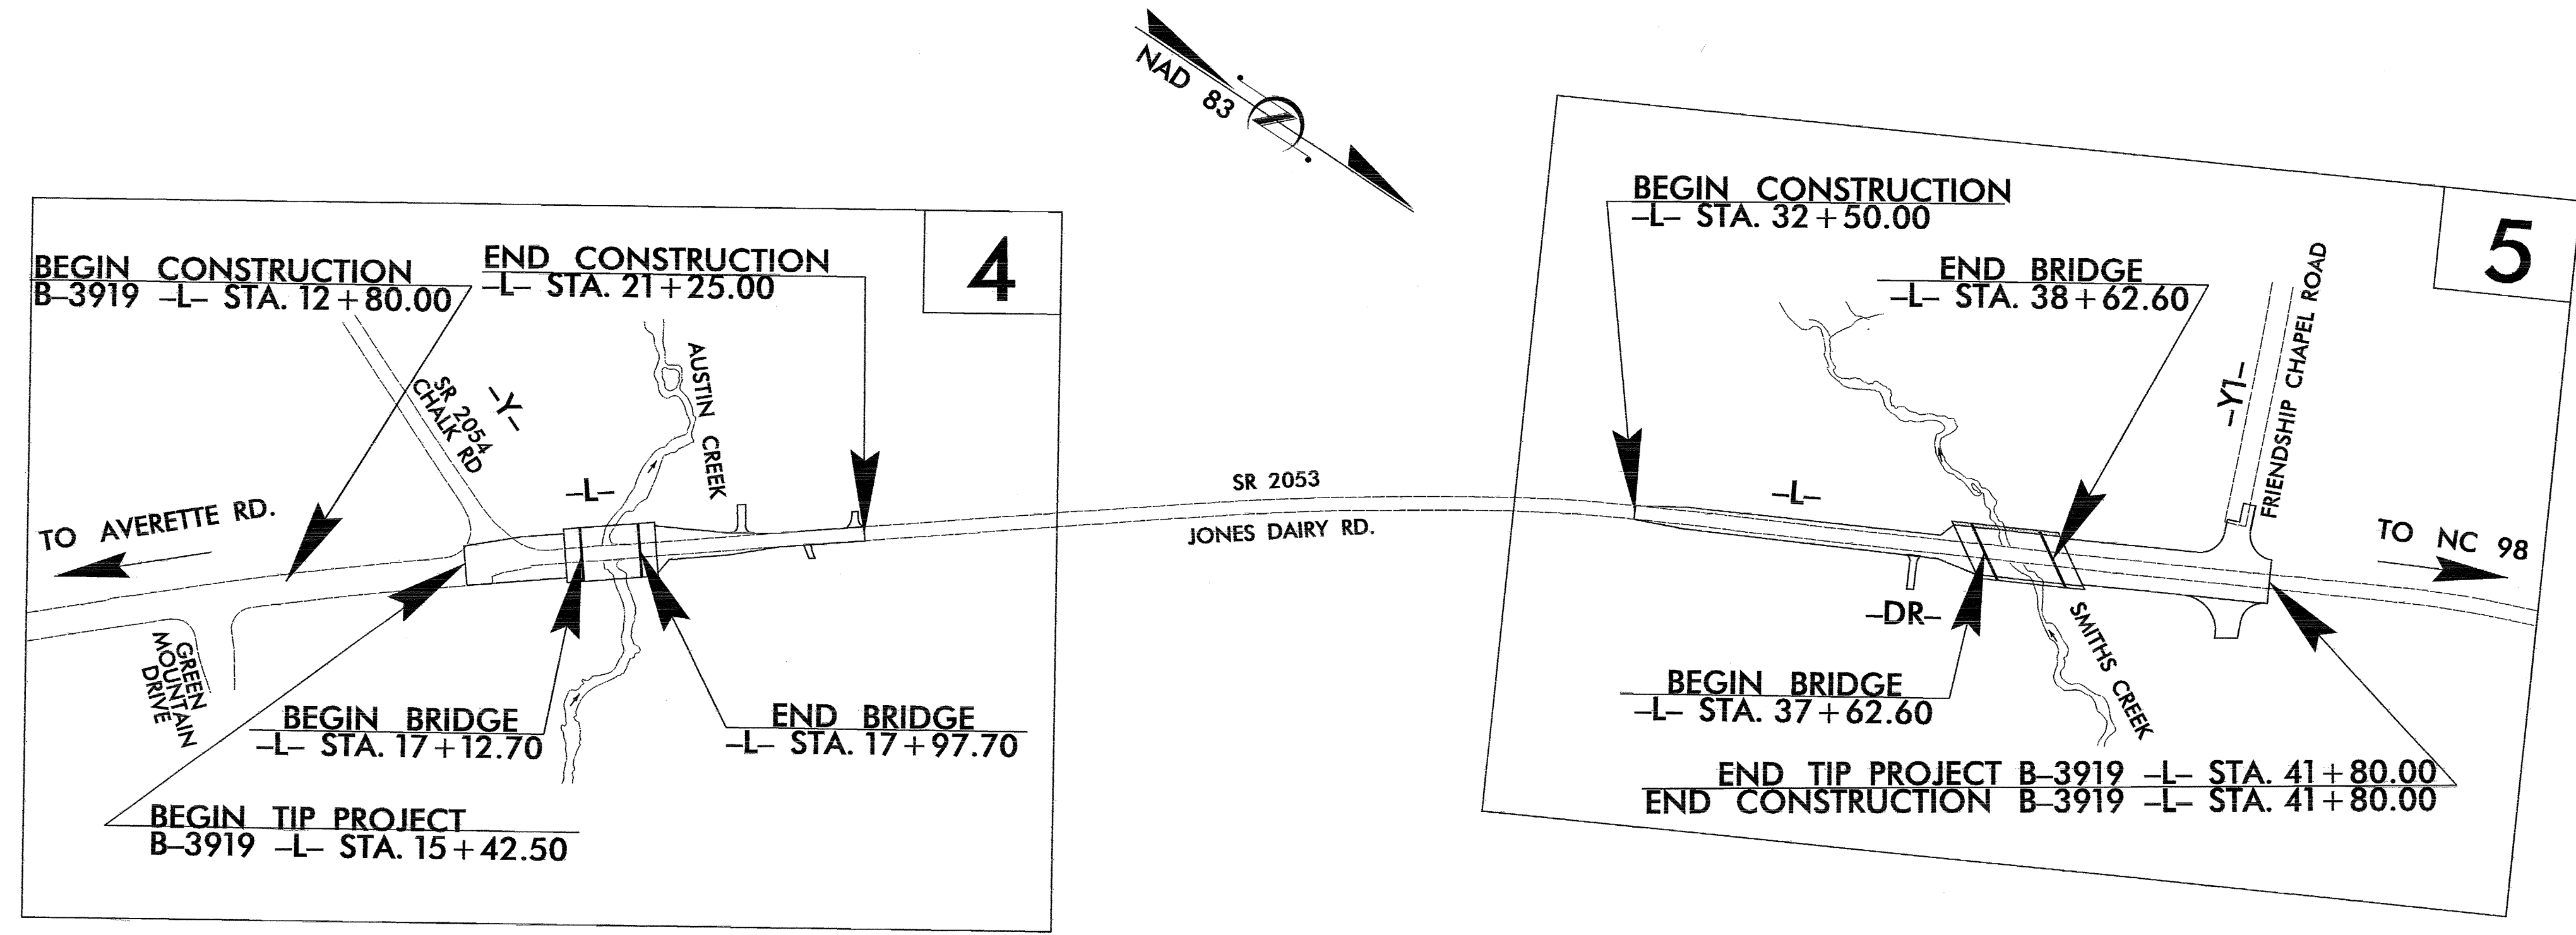 NAD 83
4
BEGIN CONSTRUCTION
B-3919 -L- STA. 12+80.00
END CONSTRUCTION
-L- STA. 21+25.00
SR 2054
CHALK RD
-Y-
AUSTIN CREEK
-L-
TO AVERETTE RD.
GREEN
MOUNTAIN
DRIVE
BEGIN BRIDGE
-L- STA. 17+12.70
END BRIDGE
-L- STA. 17+97.70
BEGIN TIP PROJECT
B-3919 -L- STA. 15+42.50
SR 2053
JONES DAIRY RD.
5
BEGIN CONSTRUCTION
-L- STA. 32+50.00
END BRIDGE
-L- STA. 38+62.60
-Y1-
FRIENDSHIP CHAPEL ROAD
-L-
TO NC 98
-DR-
SMITHS CREEK
BEGIN BRIDGE
-L- STA. 37+62.60
END TIP PROJECT B-3919 -L- STA. 41+80.00
END CONSTRUCTION B-3919 -L- STA. 41+80.00